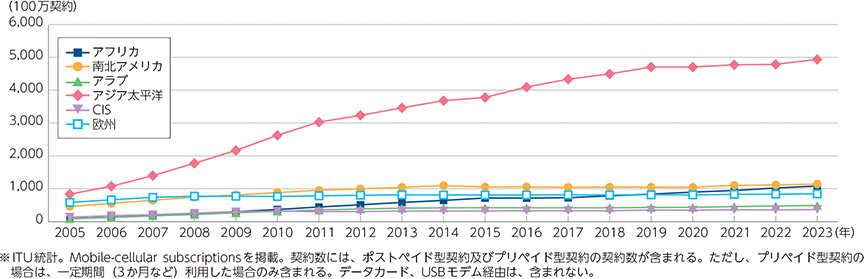 (100万契約)
6,000
5,000
4,000
3,000
2,000
1,000
0
アフリカ
南北アメリカ
アラブ
アジア太平洋
CIS
欧州
2005 2006 2007 2008 2009 2010 2011 2012 2013 2014 2015 2016 2017 2018 2019 2020 2021 2022 2023(年)
※ITU統計。Mobile-cellular subscriptionsを掲載。契約数には、ポストペイド型契約及びプリペイド型契約の契約数が含まれる。ただし、プリペイド型契約の
場合は、一定期間(3か月など)利用した場合のみ含まれる。データカード、USBモデム経由は、含まれない。